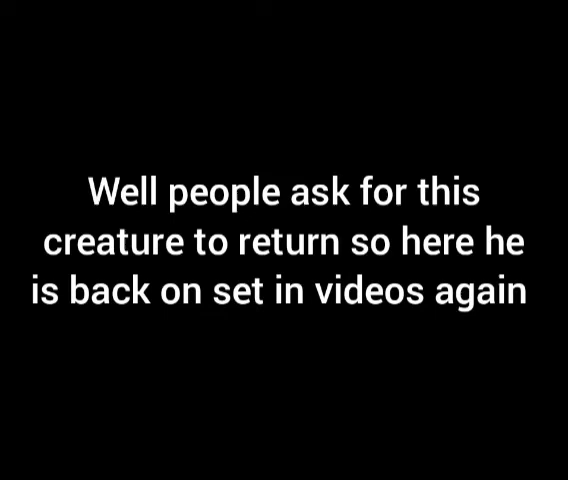 Well people ask for this
creature to return so here he
is back on set in videos again